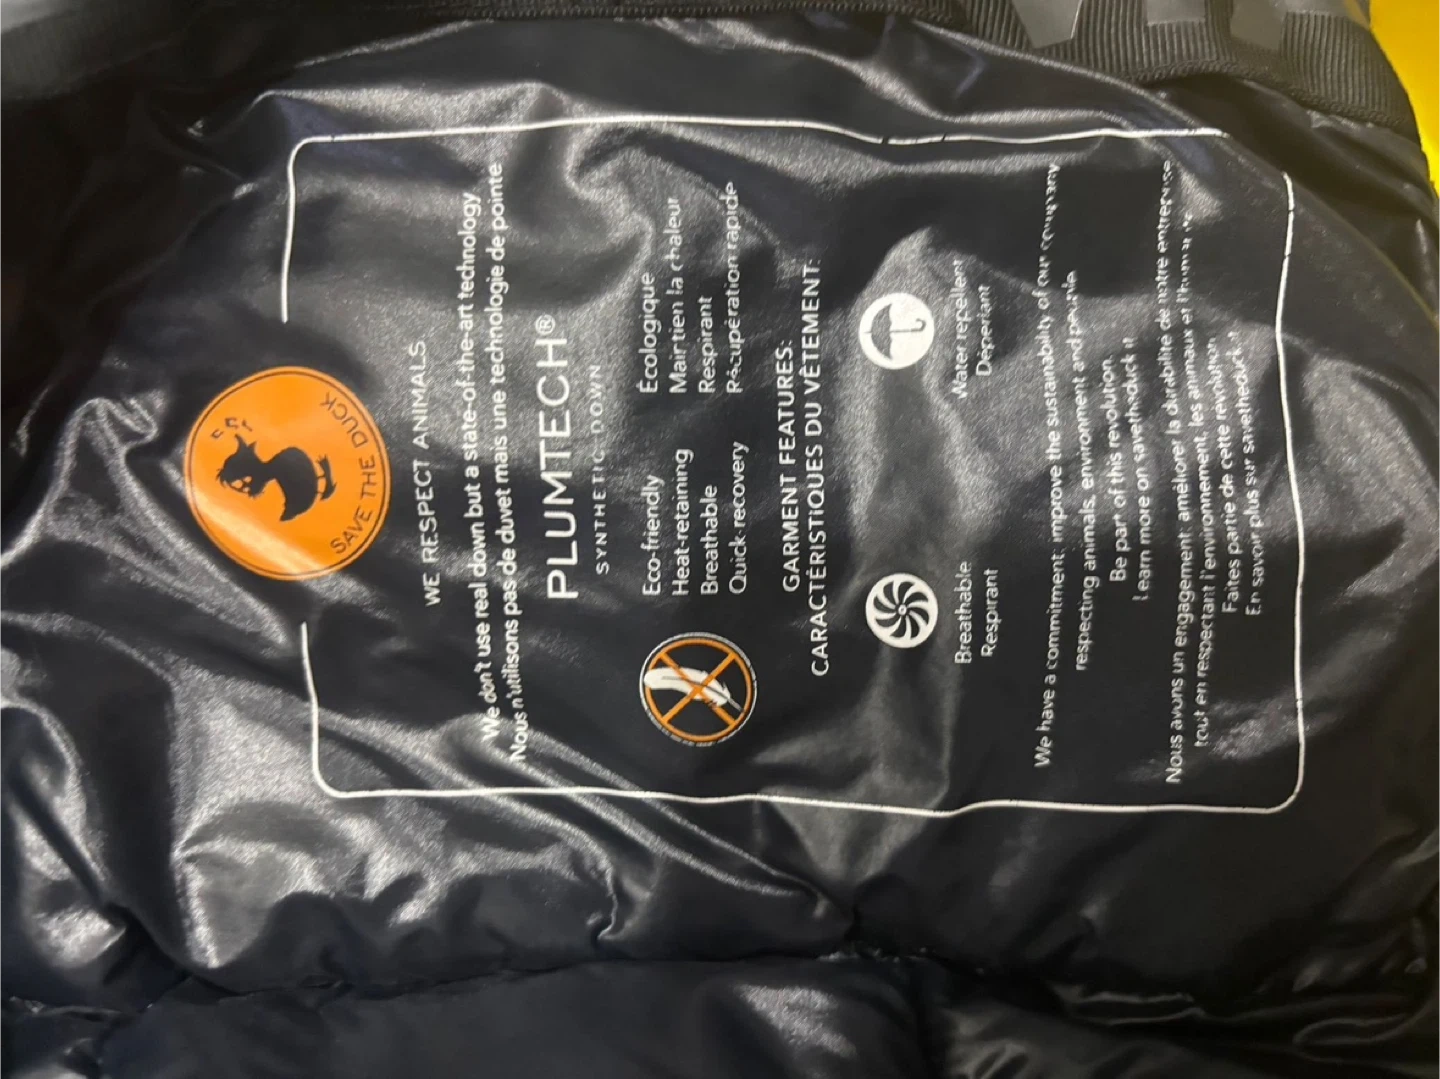 SAVE THE DUCK
WE RESPECT ANIMALS
We don't use real down but a state-of-the-art technology
Nous n'utilisons pas de duvet mais une technologie de pointe
PLUMTECH®
SYNTHETIC DOWN
Eco-friendly
Heat-retaining
Breathable
Quick recovery
Écologique
Maintien la chaleur
Respirant
Récupération rapide
GARMENT FEATURES:
CARACTÉRISTIQUES DU VÊTEMENT:
Breathable
Respirant
Water repellent
Déperlant
We have a commitment: improve the sustainability of our company
respecting animals, environment and people.
Be part of this revolution.
Learn more on savetheduck.it
Nous avons un engagement: améliorer la durabilité de notre entreprise
tout en respectant l'environnement, les animaux et l'humanité.
Faites partie de cette révolution.
En savoir plus sur savetheduck.it